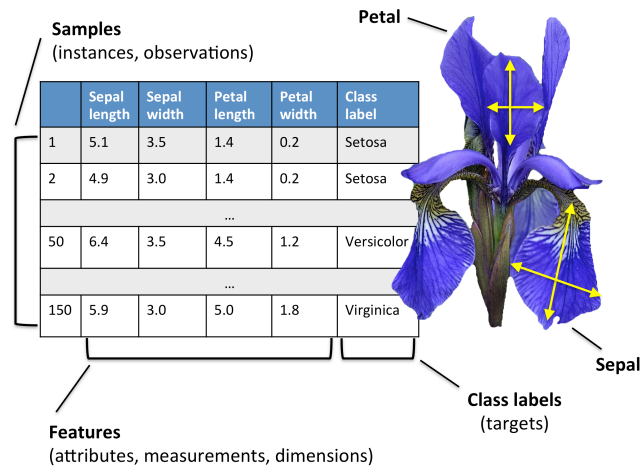 Samples
(instances, observations)
Petal
Sepal length Sepal width Petal length Petal width Class label
1 5.1 3.5 1.4 0.2 Setosa
2 4.9 3.0 1.4 0.2 Setosa
...
50 6.4 3.5 4.5 1.2 Versicolor
...
150 5.9 3.0 5.0 1.8 Virginica
Sepal
Class labels
(targets)
Features
(attributes, measurements, dimensions)